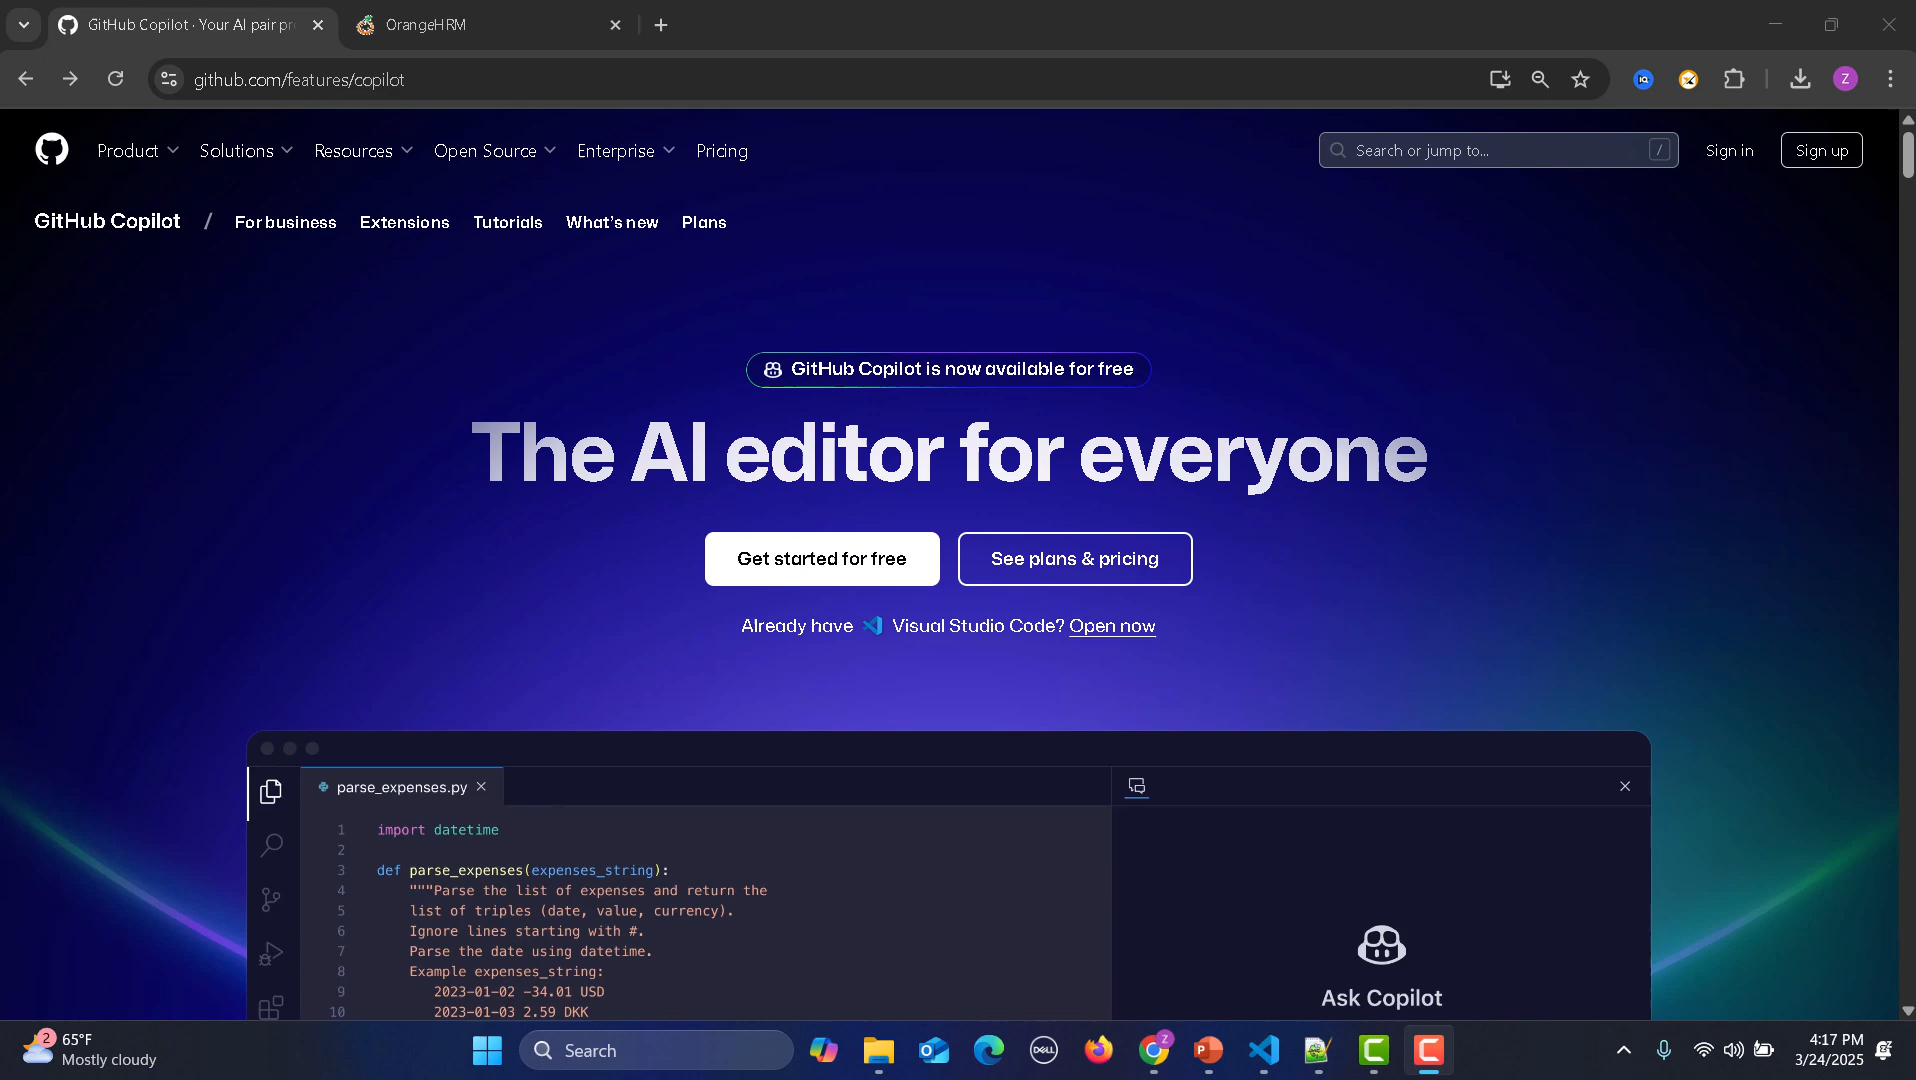 GitHub Copilot · Your AI pair pr
OrangeHRM
github.com/features/copilot
Z
Product
Solutions
Resources
Open Source
Enterprise
Pricing
Search or jump to...
/
Sign in
Sign up
GitHub Copilot
/
For business
Extensions
Tutorials
What's new
Plans
GitHub Copilot is now available for free
The AI editor for everyone
Get started for free
See plans & pricing
Already have Visual Studio Code? Open now
parse_expenses.py
1 import datetime
2
3 def parse_expenses(expenses_string):
4 """Parse the list of expenses and return the
5 list of triples (date, value, currency).
6 Ignore lines starting with #.
7 Parse the date using datetime.
8 Example expenses_string:
9 2023-01-02 -34.01 USD
10 2023-01-03 2.59 DKK
Ask Copilot
2
65°F
Mostly cloudy
Search
DELL
Z
4:17 PM
3/24/2025